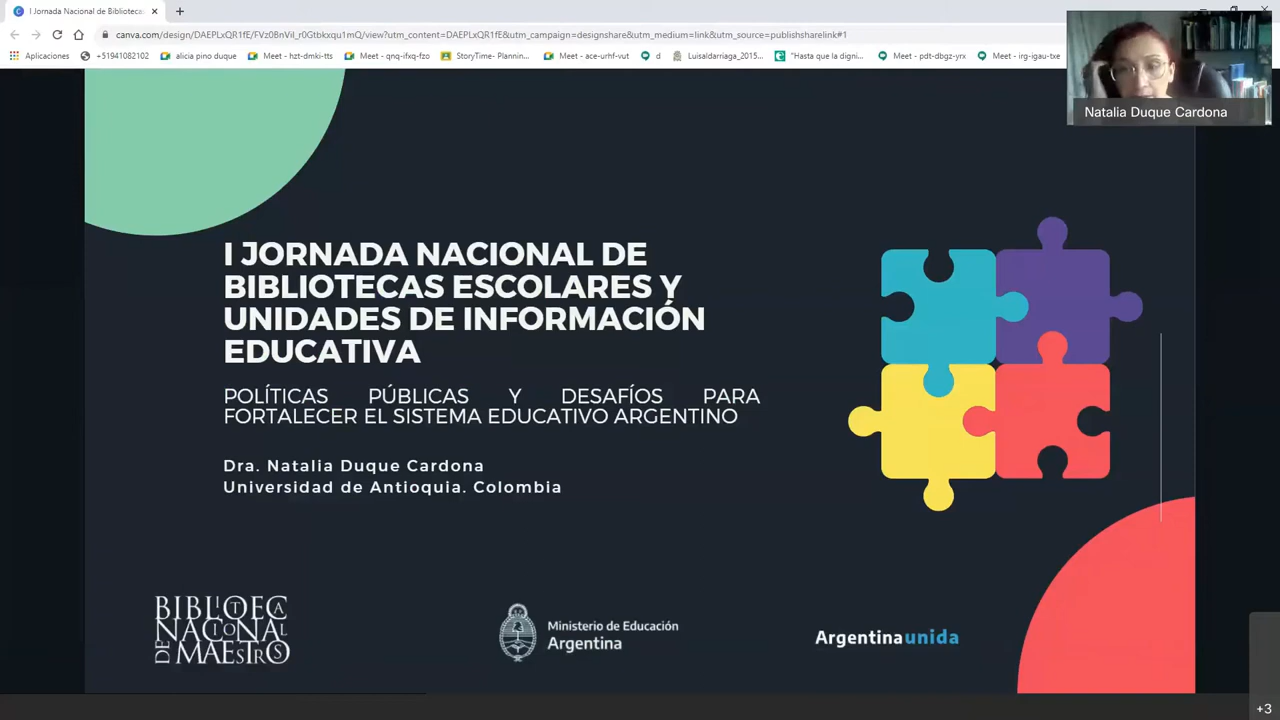 I Jornada Nacional de Bibliotecas
canva.com/design/DAEPLxQR1fE/FVz0BnViI_r0Gtbkxqu1mQ/view?utm_content=DAEPLxQR1fE&utm_campaign=designshare&utm_medium=link&utm_source=publishsharelink#1
Aplicaciones +51941082102 alicia pino duque Meet - hzt-dmki-tts Meet - qnq-ifxq-fzo StoryTime- Plannin... Meet - ace-urhf-vut d Luisaldarriaga_2015... "Hasta que la digni... Meet - pdt-dbgz-yrx Meet - irg-igau-txe
Natalia Duque Cardona
I JORNADA NACIONAL DE
BIBLIOTECAS ESCOLARES Y
UNIDADES DE INFORMACIÓN
EDUCATIVA
POLÍTICAS PÚBLICAS Y DESAFÍOS PARA
FORTALECER EL SISTEMA EDUCATIVO ARGENTINO
Dra. Natalia Duque Cardona
Universidad de Antioquia. Colombia
BIBLIOTECA
NACIONAL
DE MAESTROS
Ministerio de Educación
Argentina
Argentina unida
+3